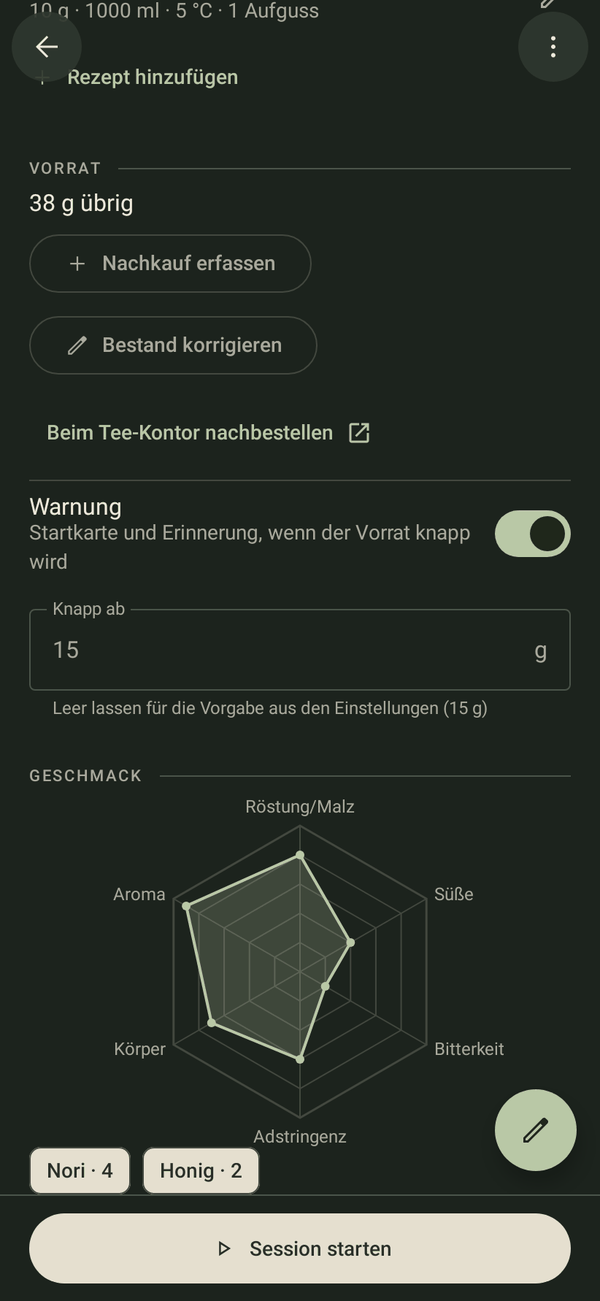 10 g · 1000 ml · 5 °C · 1 Aufguss
+ Rezept hinzufügen
VORRAT
38 g übrig
+ Nachkauf erfassen
Bestand korrigieren
Beim Tee-Kontor nachbestellen
Warnung
Startkarte und Erinnerung, wenn der Vorrat knapp
wird
Knapp ab
15 g
Leer lassen für die Vorgabe aus den Einstellungen (15 g)
GESCHMACK
Röstung/Malz
Aroma
Süße
Körper
Bitterkeit
Adstringenz
Nori · 4
Honig · 2
Session starten